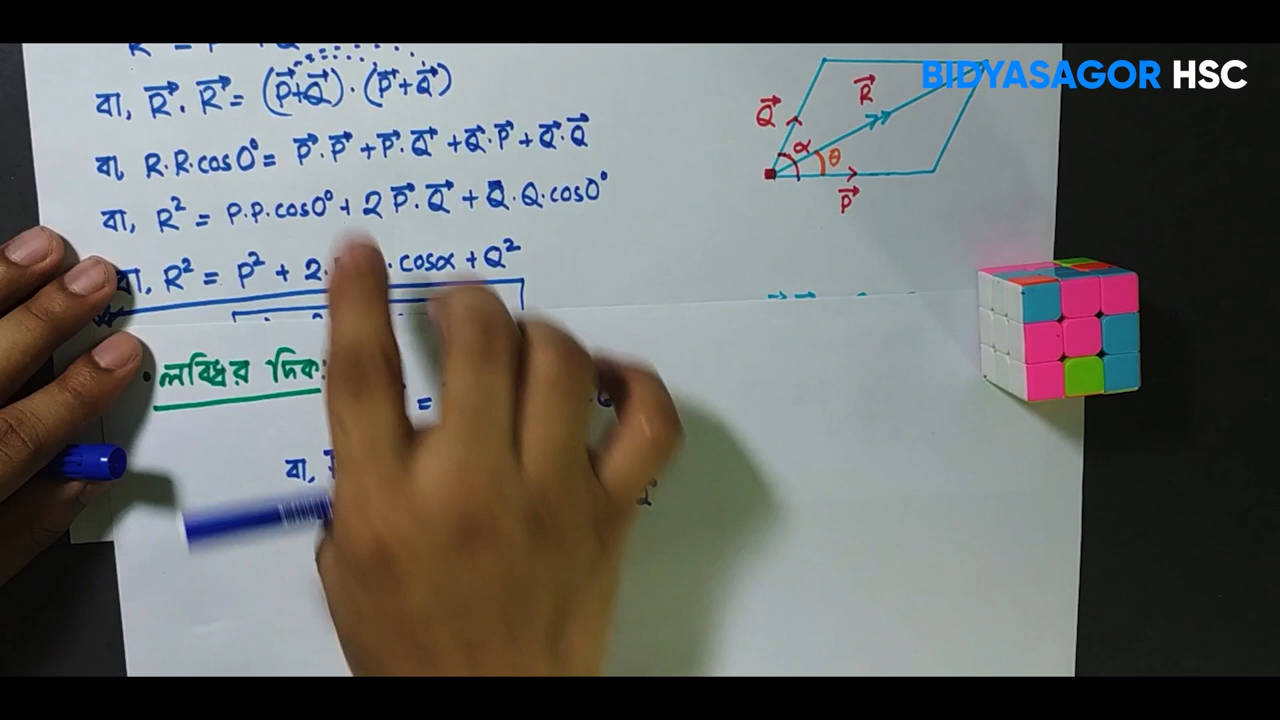 BIDYASAGOR HSC
বা, R⃗. R⃗ = (P⃗+Q⃗) · (P⃗+Q⃗)
বা, R.R.cos0° = P⃗.P⃗ + P⃗.Q⃗ + Q⃗.P⃗ + Q⃗.Q⃗
বা, R² = P.P.cos0° + 2 P⃗.Q⃗ + Q.Q.cos0°
বা, R² = P² + 2. . cosα + Q²
• লব্ধির দিক:
=
বা,
Q⃗
R⃗
α
θ
P⃗